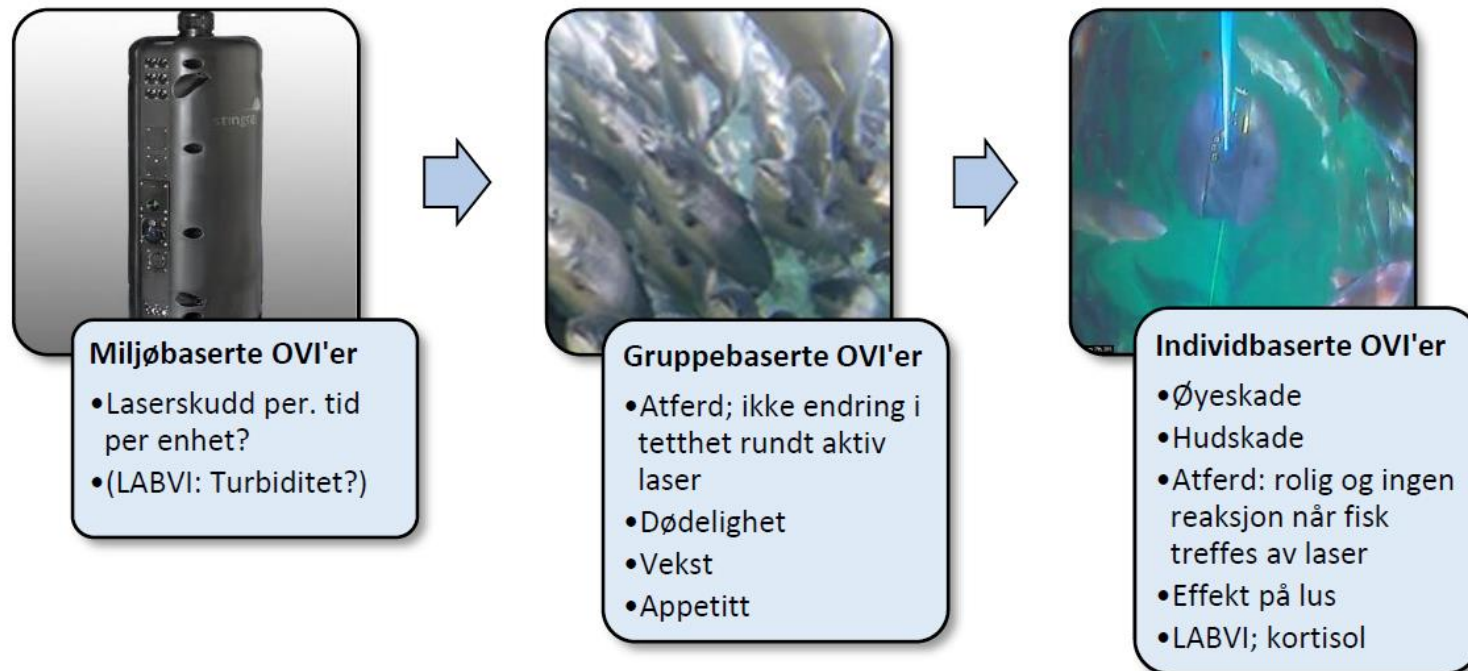 stingray
Miljøbaserte OVI'er
•Laserskudd per. tid
per enhet?
•(LABVI: Turbiditet?)
Gruppebaserte OVI'er
•Atferd; ikke endring i
tetthet rundt aktiv
laser
•Dødelighet
•Vekst
•Appetitt
Individbaserte OVI'er
•Øyeskade
•Hudskade
•Atferd: rolig og ingen
reaksjon når fisk
treffes av laser
•Effekt på lus
•LABVI; kortisol